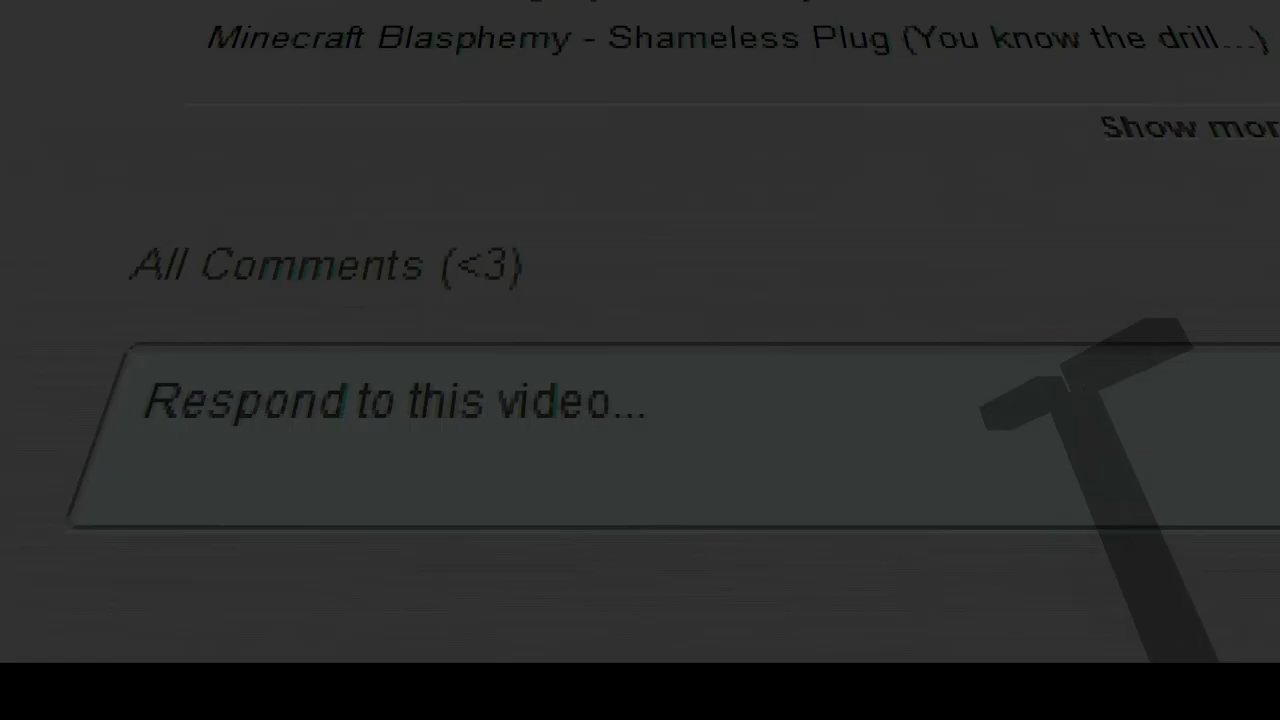 Minecraft Blasphemy - Shameless Plug (You know the drill...)
Show mor
All Comments (<3)
Respond to this video...